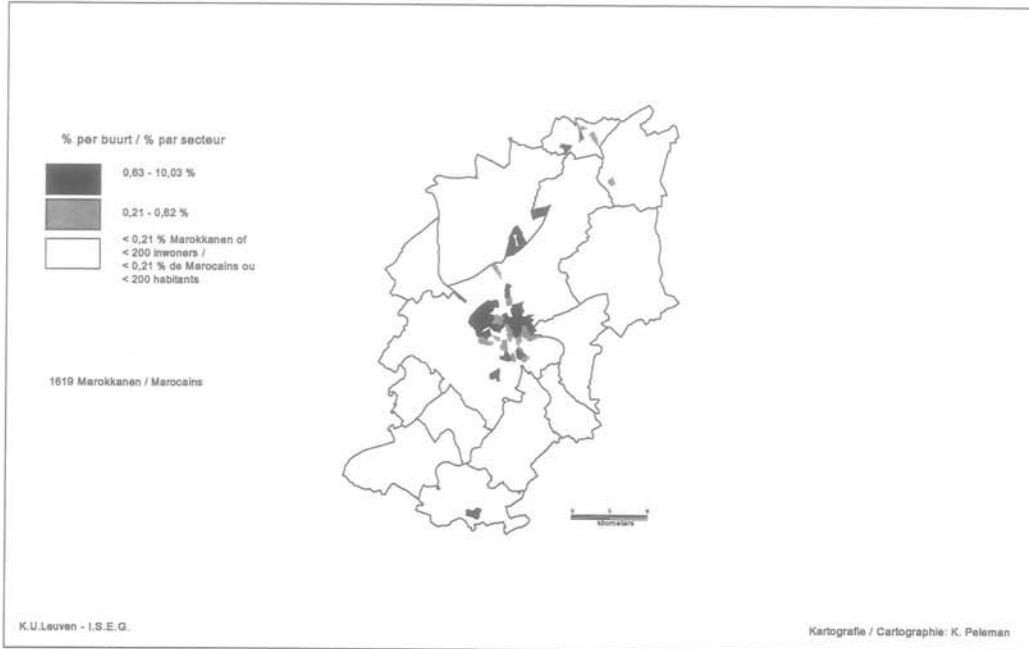 % per buurt / % par secteur
0,63 - 10,03 %
0,21 - 0,62 %
< 0,21 % Marokkanen of
< 200 inwoners /
< 0,21 % de Marocains ou
< 200 habitants
1619 Marokkanen / Marocains
kilometers
K.U.Leuven - I.S.E.G.
Kartografie / Cartographie: K. Peleman